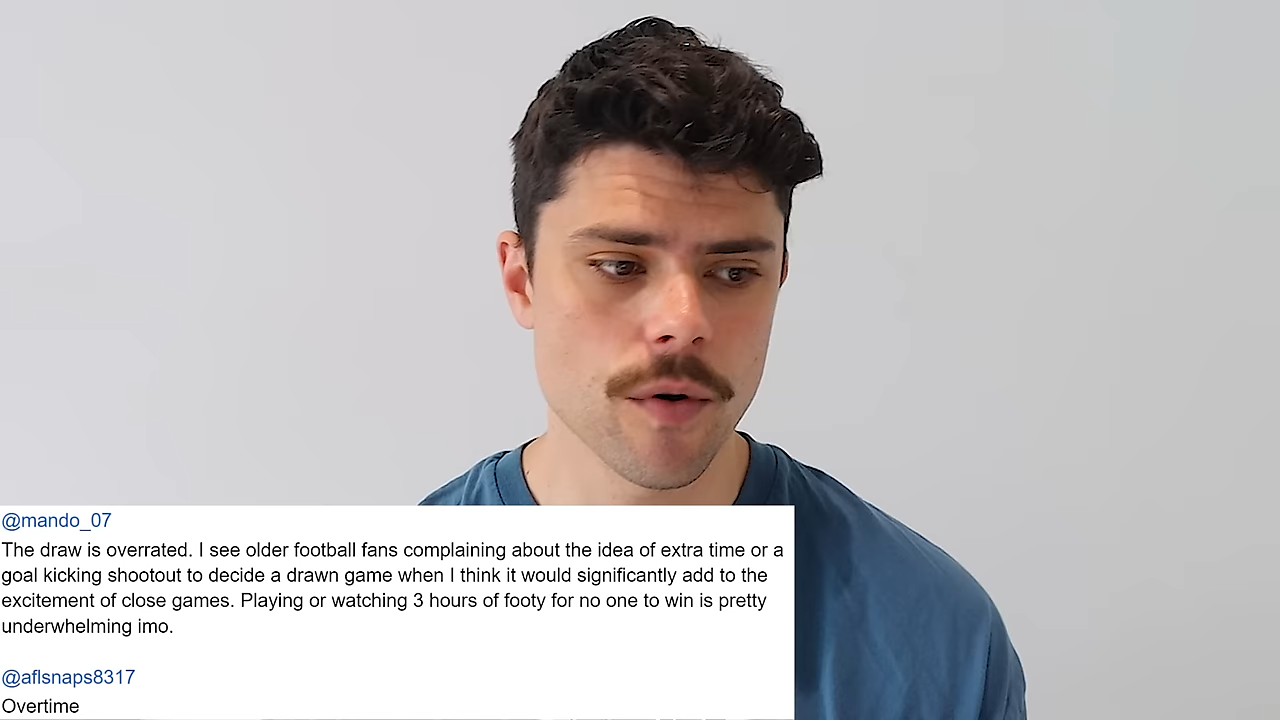 @mando_07
The draw is overrated. I see older football fans complaining about the idea of extra time or a
goal kicking shootout to decide a drawn game when I think it would significantly add to the
excitement of close games. Playing or watching 3 hours of footy for no one to win is pretty
underwhelming imo.
@aflsnaps8317
Overtime